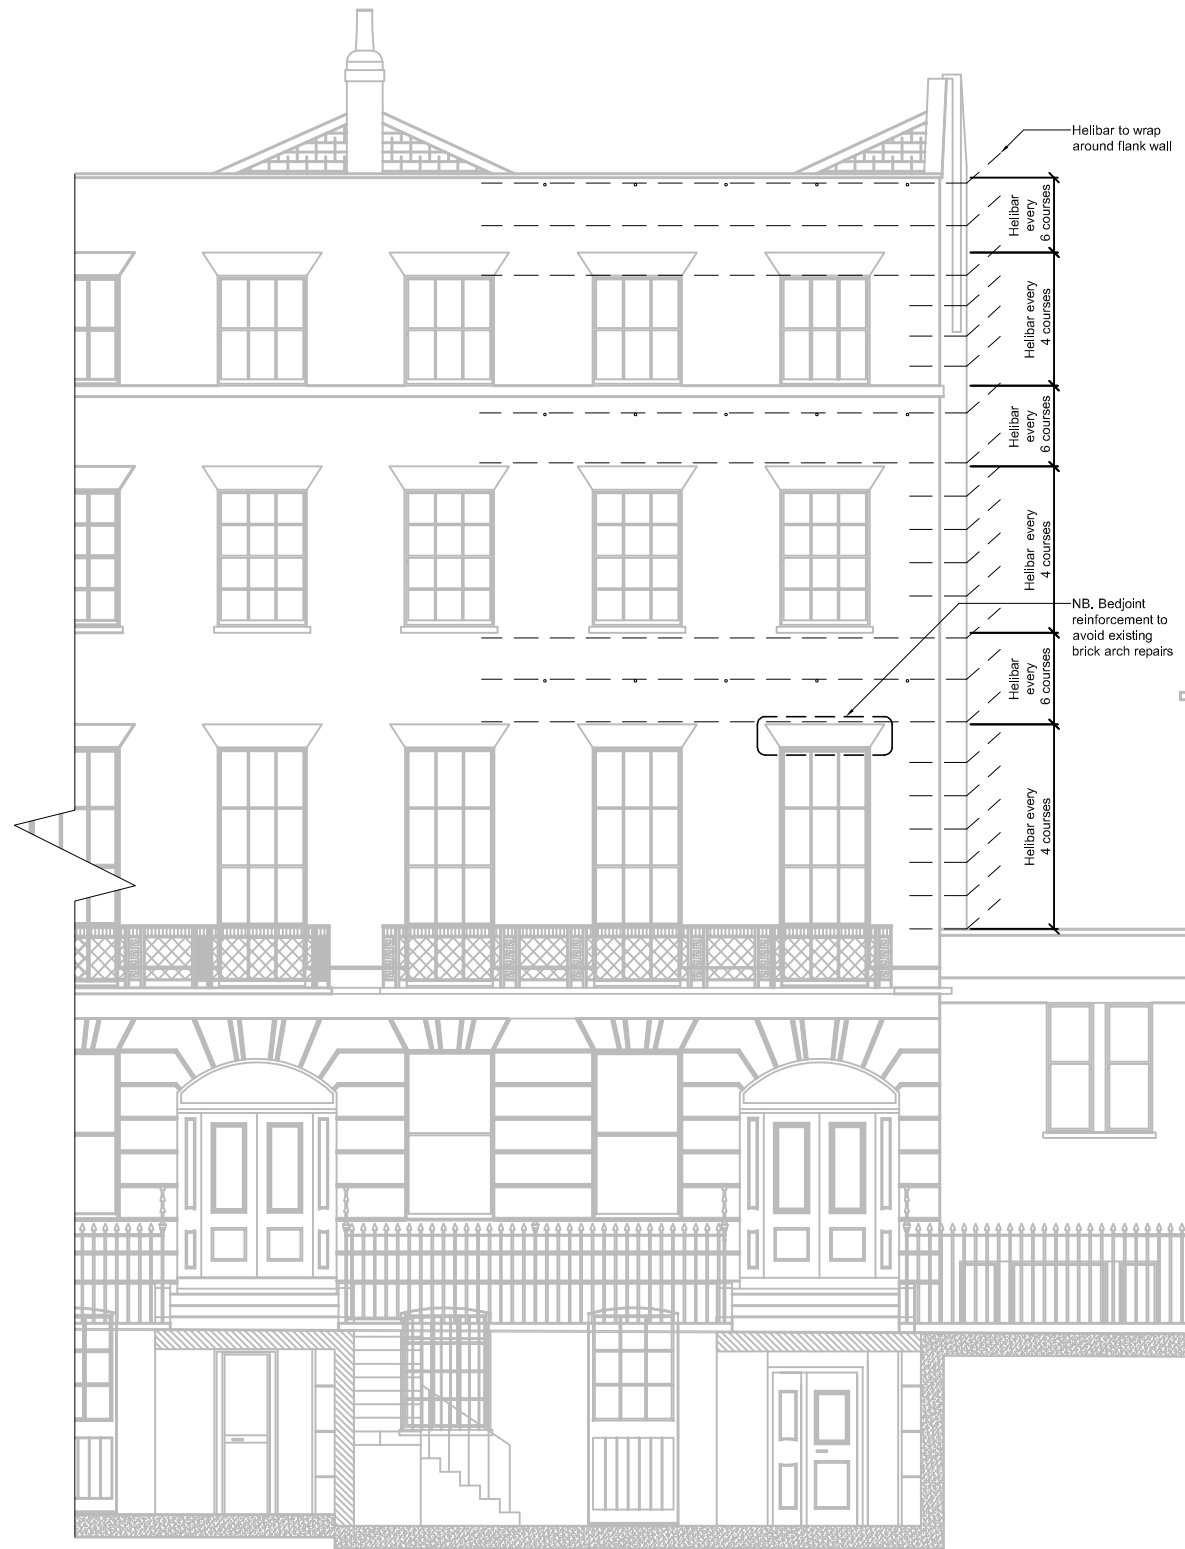 Helibar to wrap
around flank wall
Helibar
every
6 courses
Helibar every
4 courses
Helibar
every
6 courses
Helibar every
4 courses
NB. Bedjoint
reinforcement to
avoid existing
brick arch repairs
Helibar
every
6 courses
Helibar every
4 courses